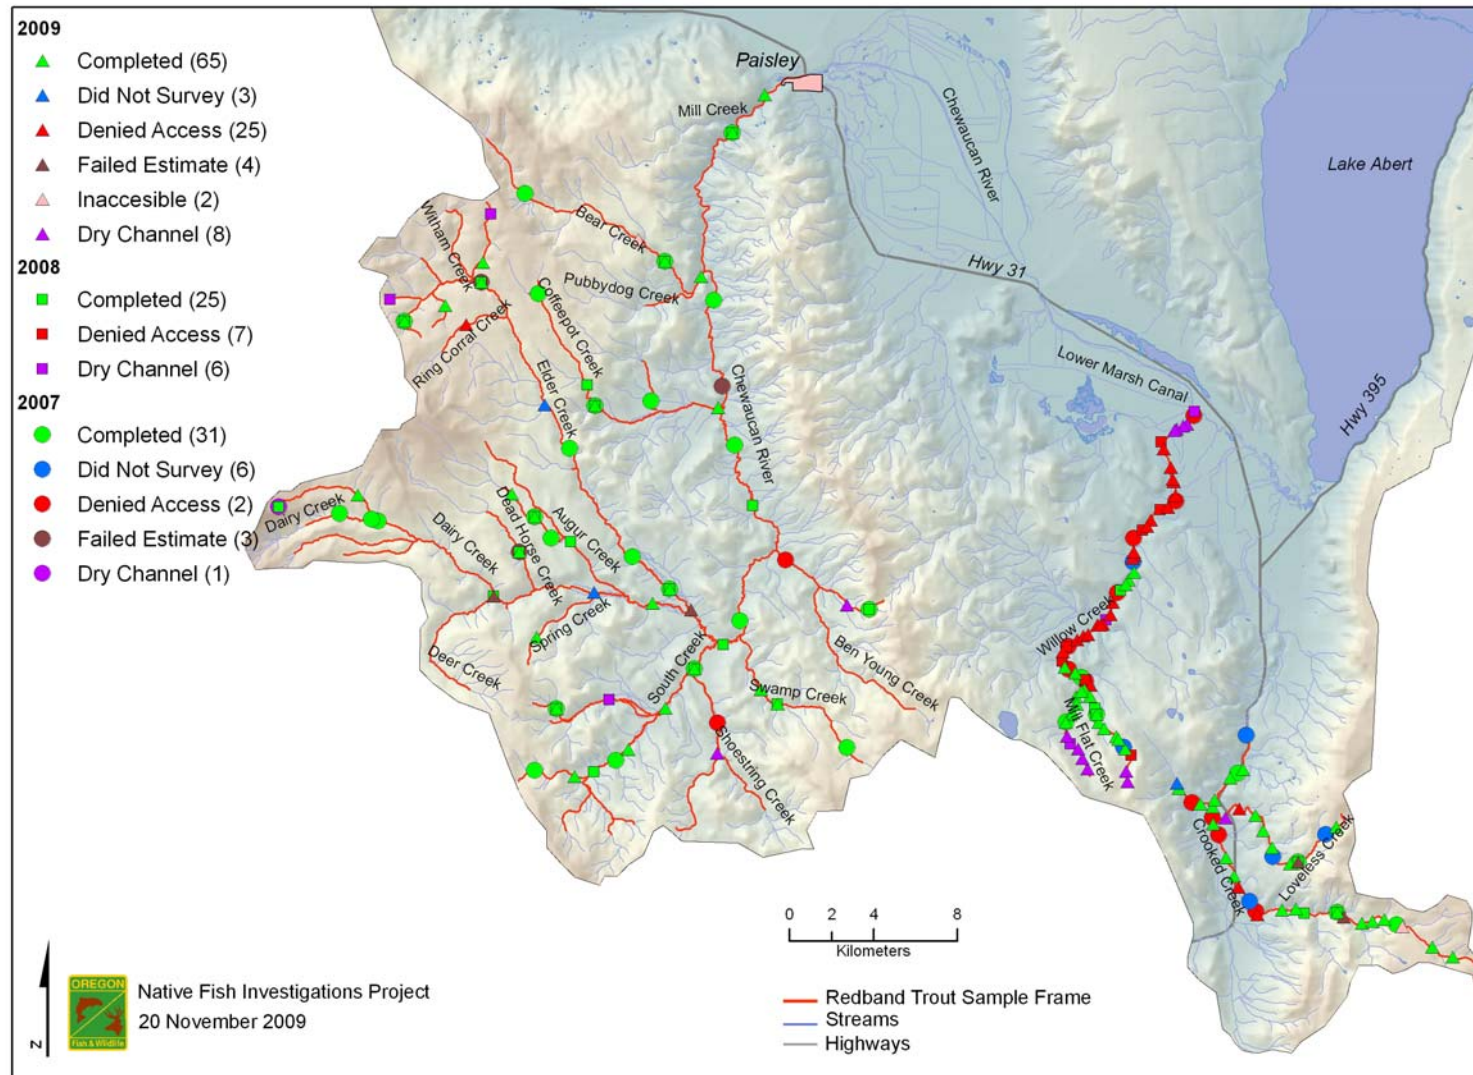 2009
Completed (65)
Did Not Survey (3)
Denied Access (25)
Failed Estimate (4)
Inaccesible (2)
Dry Channel (8)
2008
Completed (25)
Denied Access (7)
Dry Channel (6)
2007
Completed (31)
Did Not Survey (6)
Denied Access (2)
Failed Estimate (3)
Dry Channel (1)
Paisley
Mill Creek
Chewaucan River
Lake Abert
Witham Creek
Bear Creek
Pubbydog Creek
Coffeepot Creek
Ring Corral Creek
Hwy 31
Elder Creek
Chewaucan River
Lower Marsh Canal
Hwy 395
Dairy Creek
Dairy Creek
Dead Horse Creek
Augur Creek
Spring Creek
Deer Creek
South Creek
Swamp Creek
Ben Young Creek
Shoestring Creek
Willow Creek
Mill Flat Creek
Crooked Creek
Loveless Creek
0 2 4 8
Kilometers
Redband Trout Sample Frame
Streams
Highways
N
OREGON
Fish & Wildlife
Native Fish Investigations Project
20 November 2009